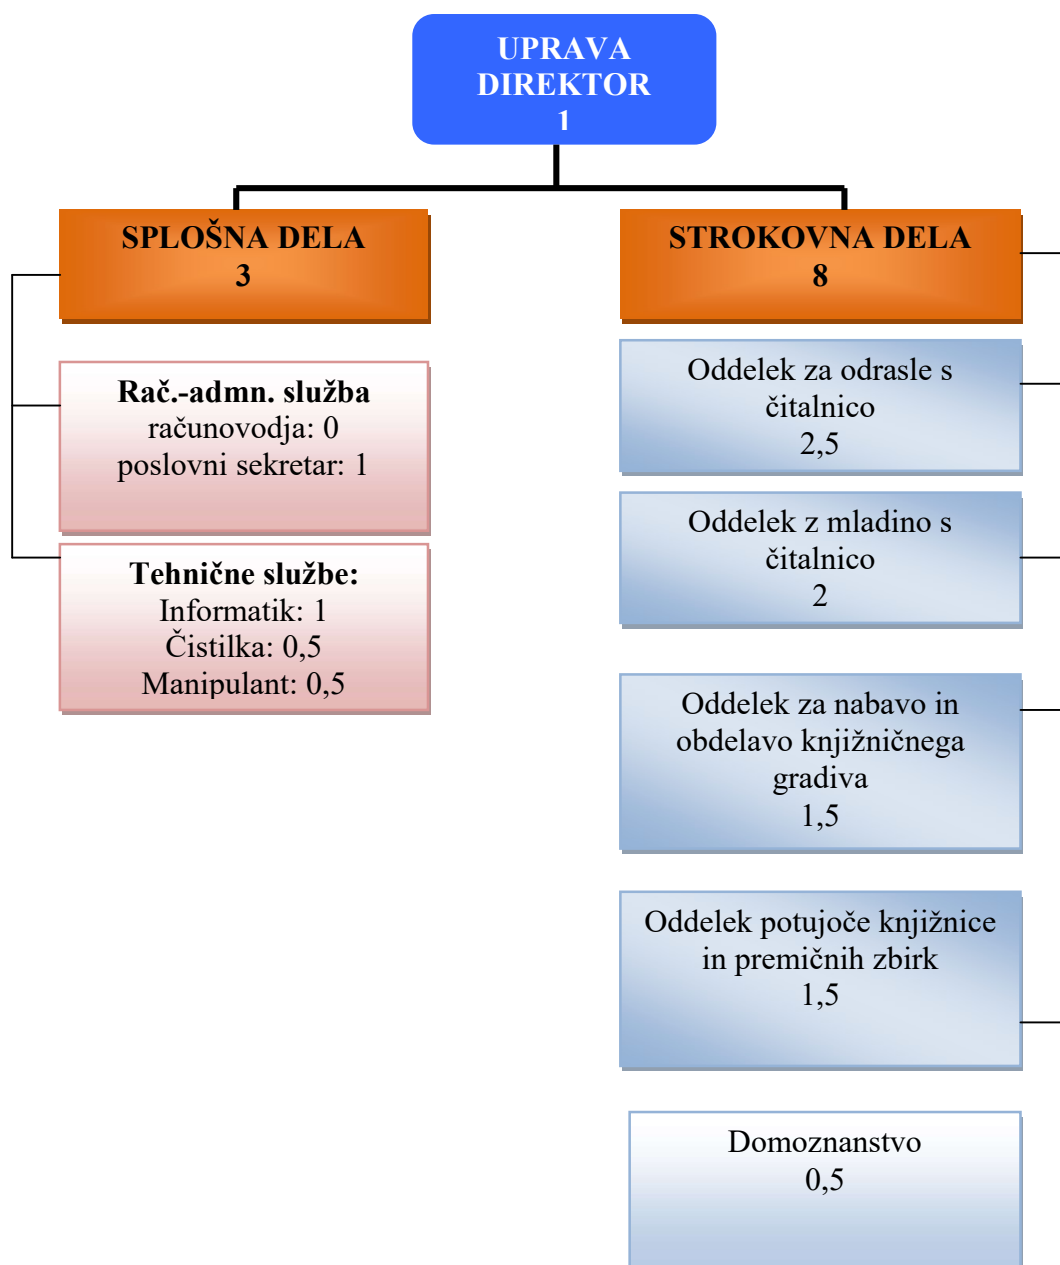 UPRAVA
DIREKTOR
1
SPLOŠNA DELA
3
Rač.-admn. služba
računovodja: 0
poslovni sekretar: 1
Tehnične službe:
Informatik: 1
Čistilka: 0,5
Manipulant: 0,5
STROKOVNA DELA
8
Oddelek za odrasle s
čitalnico
2,5
Oddelek z mladino s
čitalnico
2
Oddelek za nabavo in
obdelavo knjižničnega
gradiva
1,5
Oddelek potujoče knjižnice
in premičnih zbirk
1,5
Domoznanstvo
0,5